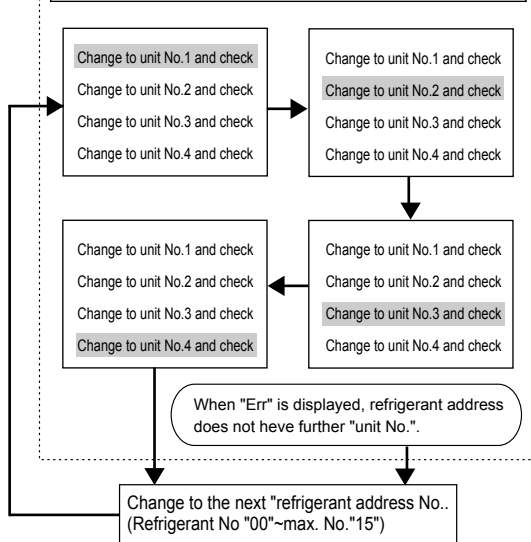 Change to unit No.1 and check
Change to unit No.2 and check
Change to unit No.3 and check
Change to unit No.4 and check
Change to unit No.1 and check
Change to unit No.2 and check
Change to unit No.3 and check
Change to unit No.4 and check
Change to unit No.1 and check
Change to unit No.2 and check
Change to unit No.3 and check
Change to unit No.4 and check
Change to unit No.1 and check
Change to unit No.2 and check
Change to unit No.3 and check
Change to unit No.4 and check
When "Err" is displayed, refrigerant address
does not heve further "unit No.".
Change to the next "refrigerant address No..
(Refrigerant No "00"~max. No."15")